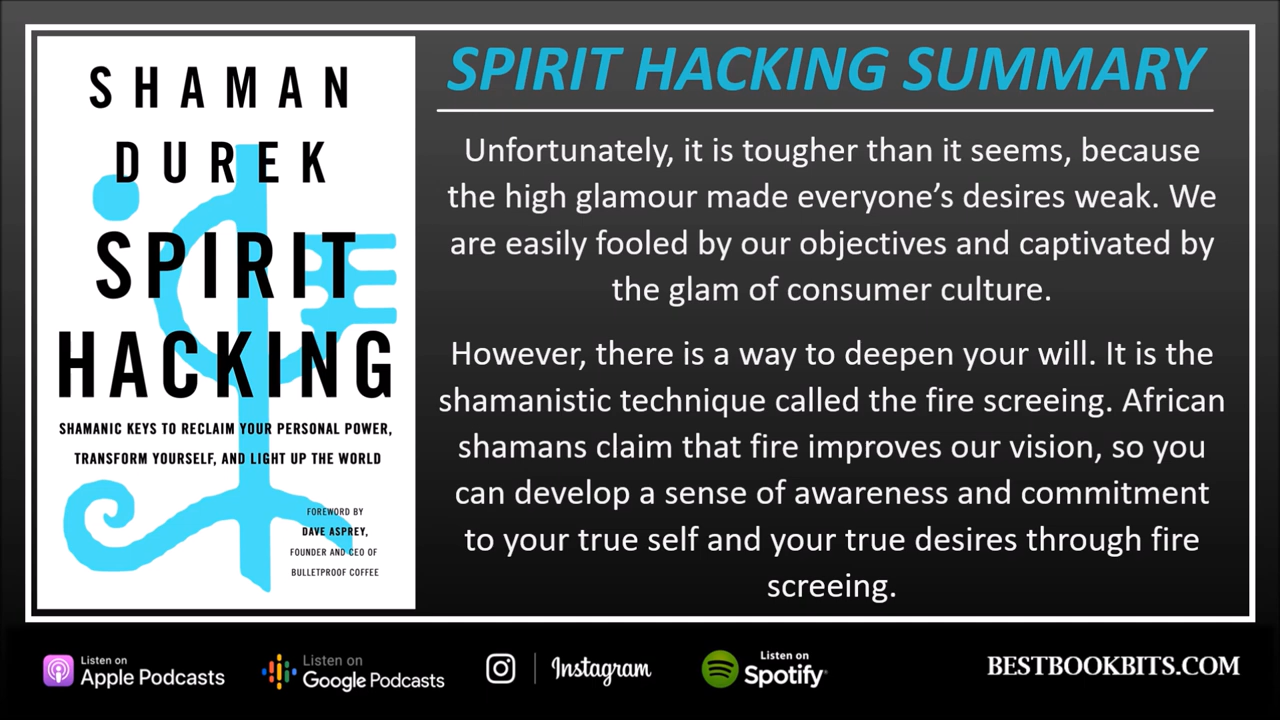 SHAMAN
DUREK
SPIRIT
HACKING
SHAMANIC KEYS TO RECLAIM YOUR PERSONAL POWER,
TRANSFORM YOURSELF, AND LIGHT UP THE WORLD
FOREWORD BY
DAVE ASPREY,
FOUNDER AND CEO OF
BULLETPROOF COFFEE
SPIRIT HACKING SUMMARY
Unfortunately, it is tougher than it seems, because
the high glamour made everyone’s desires weak. We
are easily fooled by our objectives and captivated by
the glam of consumer culture.
However, there is a way to deepen your will. It is the
shamanistic technique called the fire screeing. African
shamans claim that fire improves our vision, so you
can develop a sense of awareness and commitment
to your true self and your true desires through fire
screeing.
Listen on
Apple Podcasts
Listen on
Google Podcasts
Instagram
Listen on
Spotify
BESTBOOKBITS.COM